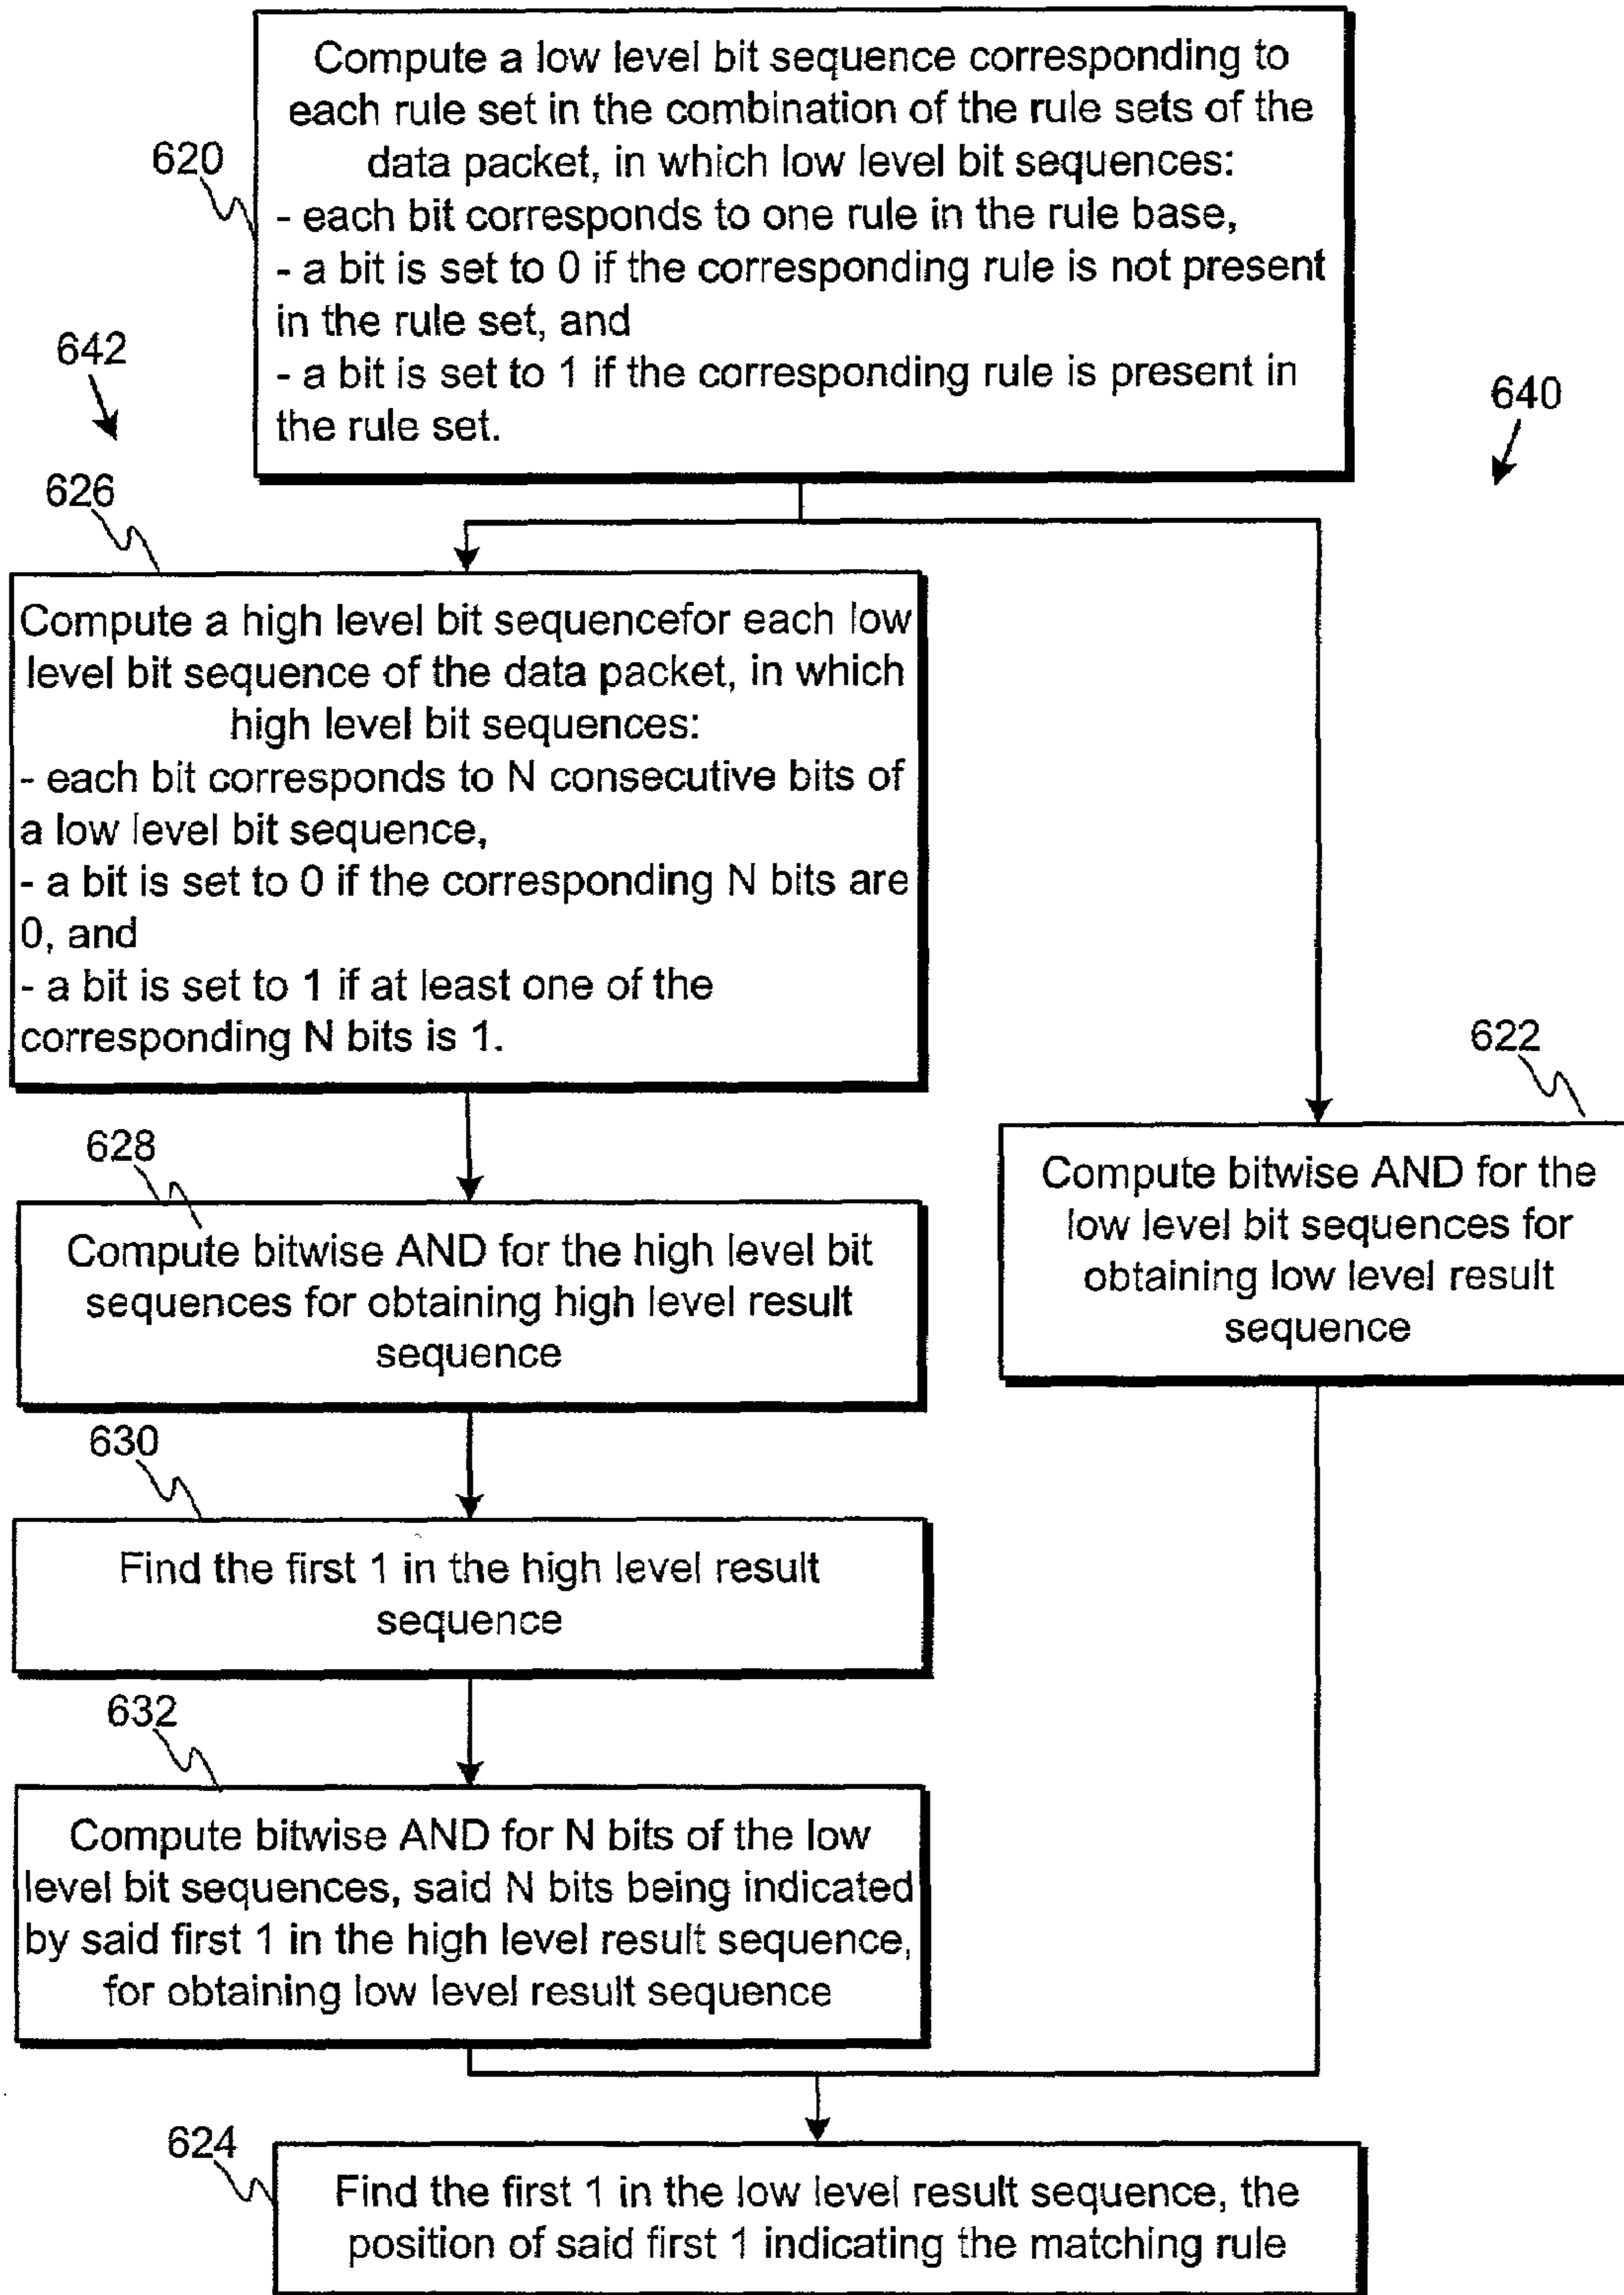 Compute a low level bit sequence corresponding to
each rule set in the combination of the rule sets of the
data packet, in which low level bit sequences:
- each bit corresponds to one rule in the rule base,
- a bit is set to 0 if the corresponding rule is not present
in the rule set, and
- a bit is set to 1 if the corresponding rule is present in
the rule set.
620
642
640
626
Compute a high level bit sequencefor each low
level bit sequence of the data packet, in which
high level bit sequences:
- each bit corresponds to N consecutive bits of
a low level bit sequence,
- a bit is set to 0 if the corresponding N bits are
0, and
- a bit is set to 1 if at least one of the
corresponding N bits is 1.
622
Compute bitwise AND for the
low level bit sequences for
obtaining low level result
sequence
628
Compute bitwise AND for the high level bit
sequences for obtaining high level result
sequence
630
Find the first 1 in the high level result
sequence
632
Compute bitwise AND for N bits of the low
level bit sequences, said N bits being indicated
by said first 1 in the high level result sequence,
for obtaining low level result sequence
624
Find the first 1 in the low level result sequence, the
position of said first 1 indicating the matching rule